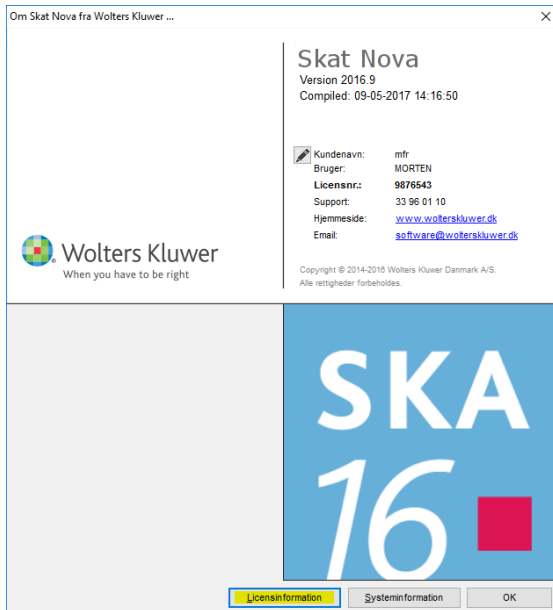 Om Skat Nova fra Wolters Kluwer ...
Skat Nova
Version 2016.9
Compiled: 09-05-2017 14:16:50
Kundenavn: mfr
Bruger: MORTEN
Licensnr.: 9876543
Support: 33 96 01 10
Hjemmeside: www.wolterskluwer.dk
Email: software@wolterskluwer.dk
Wolters Kluwer
When you have to be right
Copyright © 2014-2016 Wolters Kluwer Danmark A/S.
Alle rettigheder forbeholdes.
SKA
16
Licensinformation Systeminformation OK